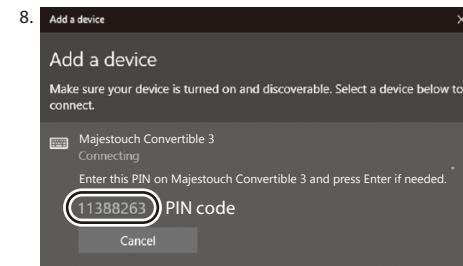 8.
Add a device
Add a device
Make sure your device is turned on and discoverable. Select a device below to
connect.
Majestouch Convertible 3
Connecting
Enter this PIN on Majestouch Convertible 3 and press Enter if needed.
11388263 PIN code
Cancel